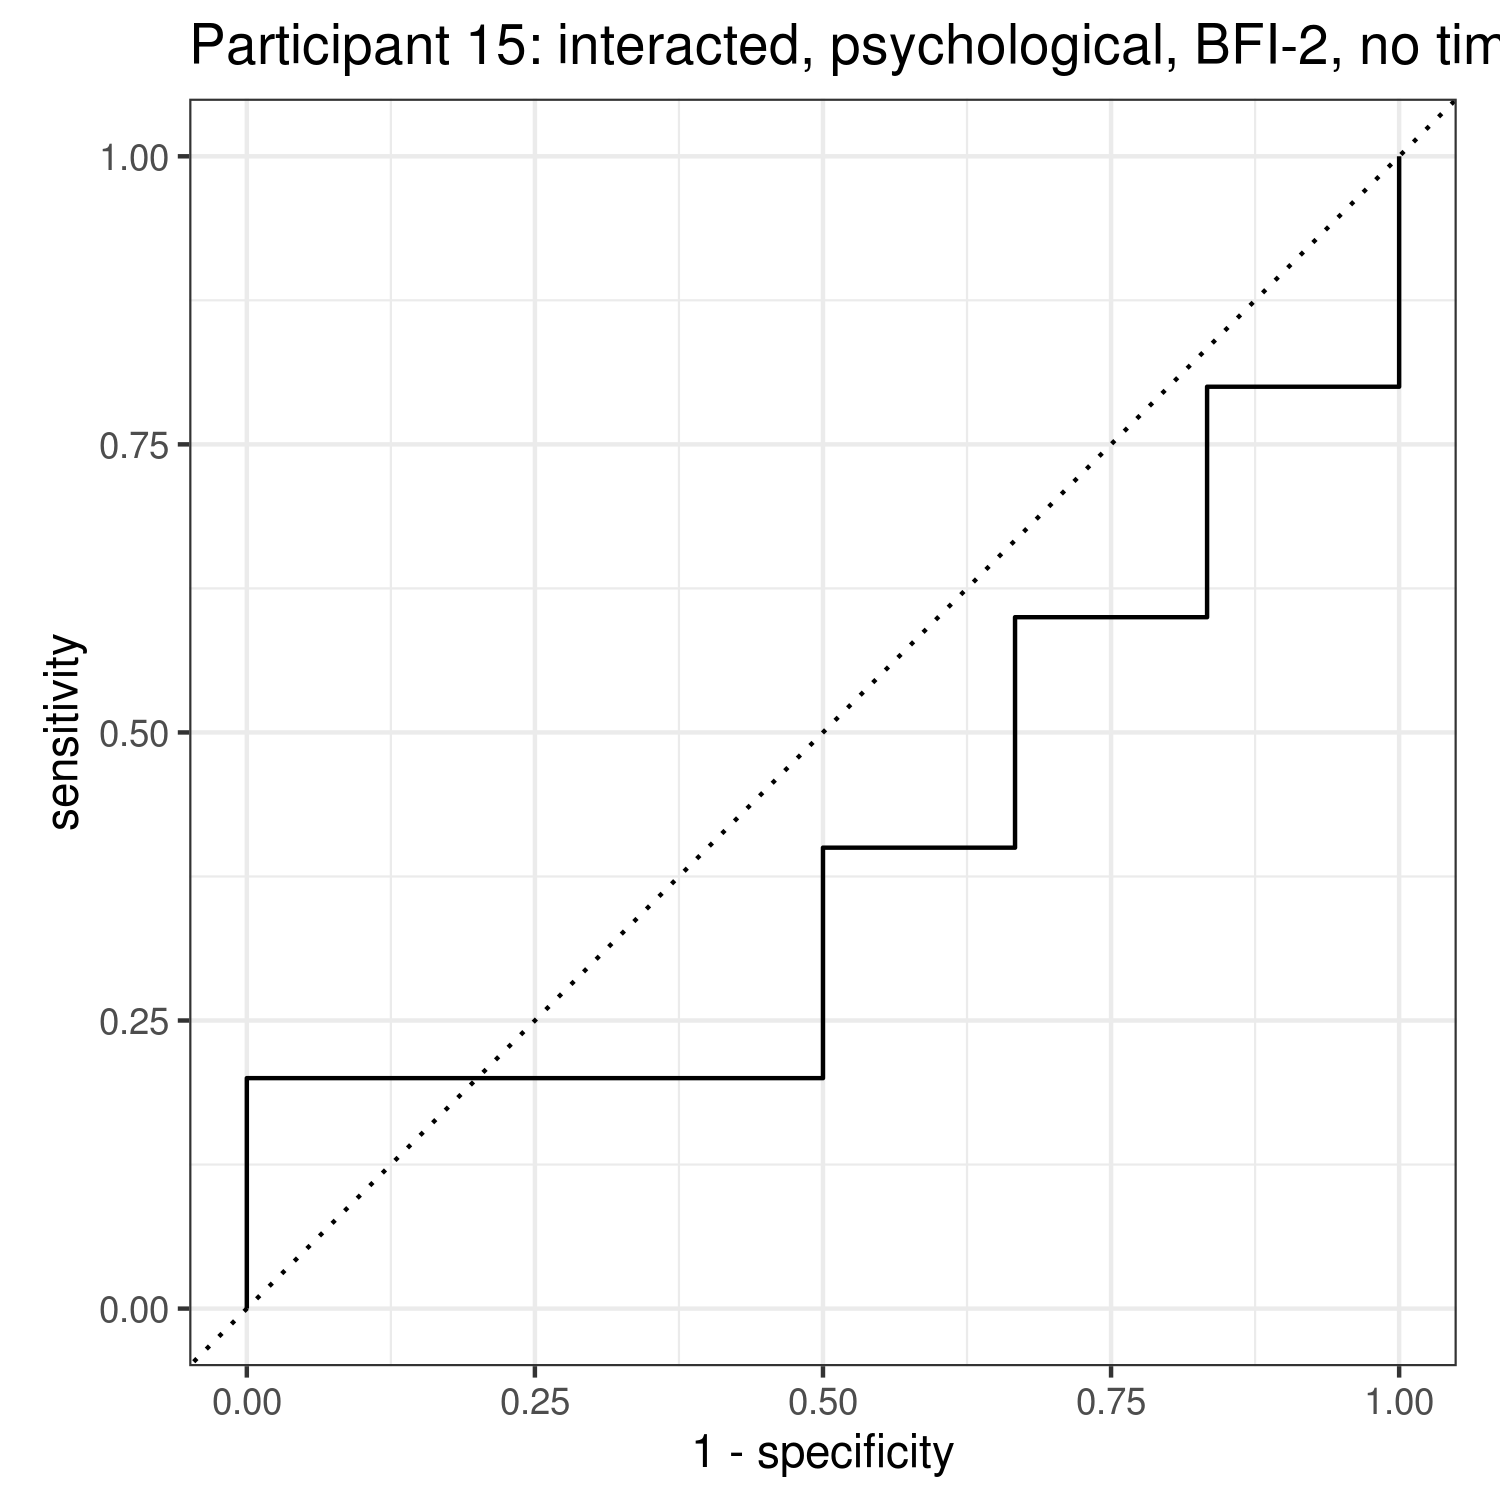 Participant 15: interacted, psychological, BFI-2, no tim
1.00
0.75
0.50
0.25
0.00
sensitivity
0.00 0.25 0.50 0.75 1.00
1 - specificity